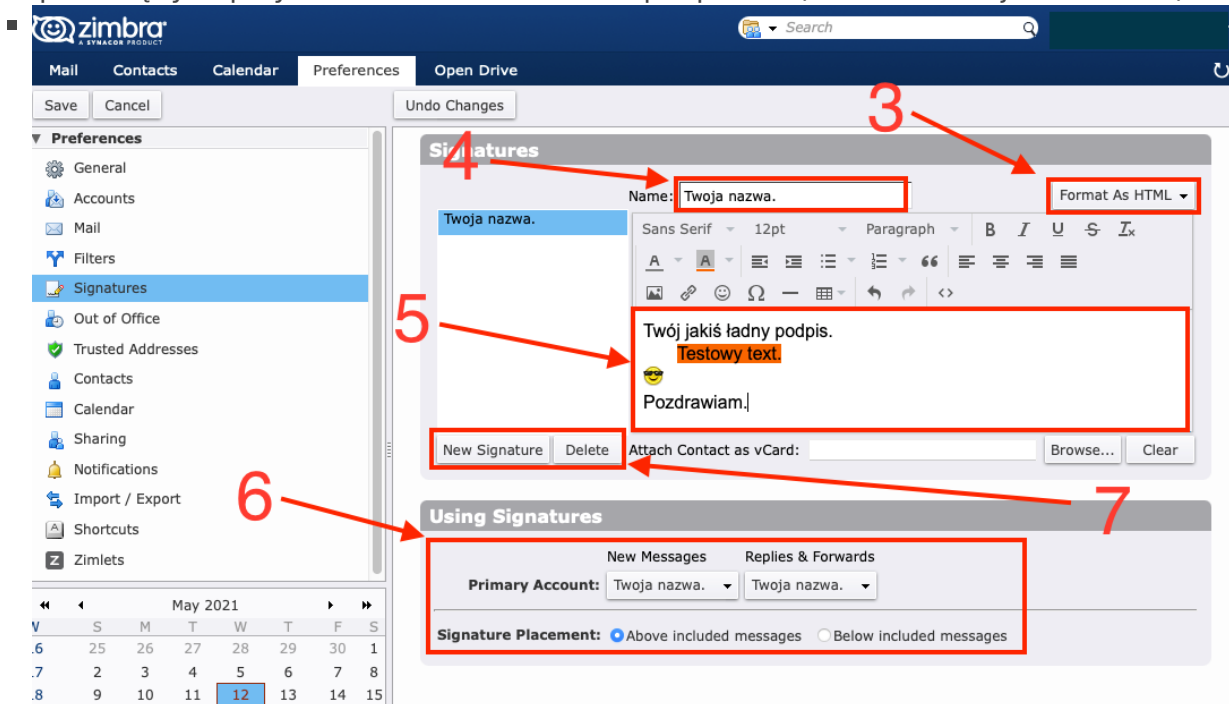 zimbra
A SYNACOR PRODUCT
Search
Mail Contacts Calendar Preferences Open Drive
Save Cancel Undo Changes
3
Preferences
General
Accounts
Mail
Filters
Signatures
Out of Office
Trusted Addresses
Contacts
Calendar
Sharing
Notifications
Import / Export
Shortcuts
Zimlets
Signatures
4
Name: Twoja nazwa. Format As HTML
Twoja nazwa.
Sans Serif 12pt Paragraph B I U S Ix
A A
Ω
5
Twój jakiś ładny podpis.
Testowy text.
Pozdrawiam.
New Signature Delete Attach Contact as vCard: Browse... Clear
6
7
Using Signatures
New Messages Replies & Forwards
Primary Account: Twoja nazwa. Twoja nazwa.
Signature Placement: Above included messages Below included messages
May 2021
S M T W T F S
25 26 27 28 29 30 1
2 3 4 5 6 7 8
9 10 11 12 13 14 15